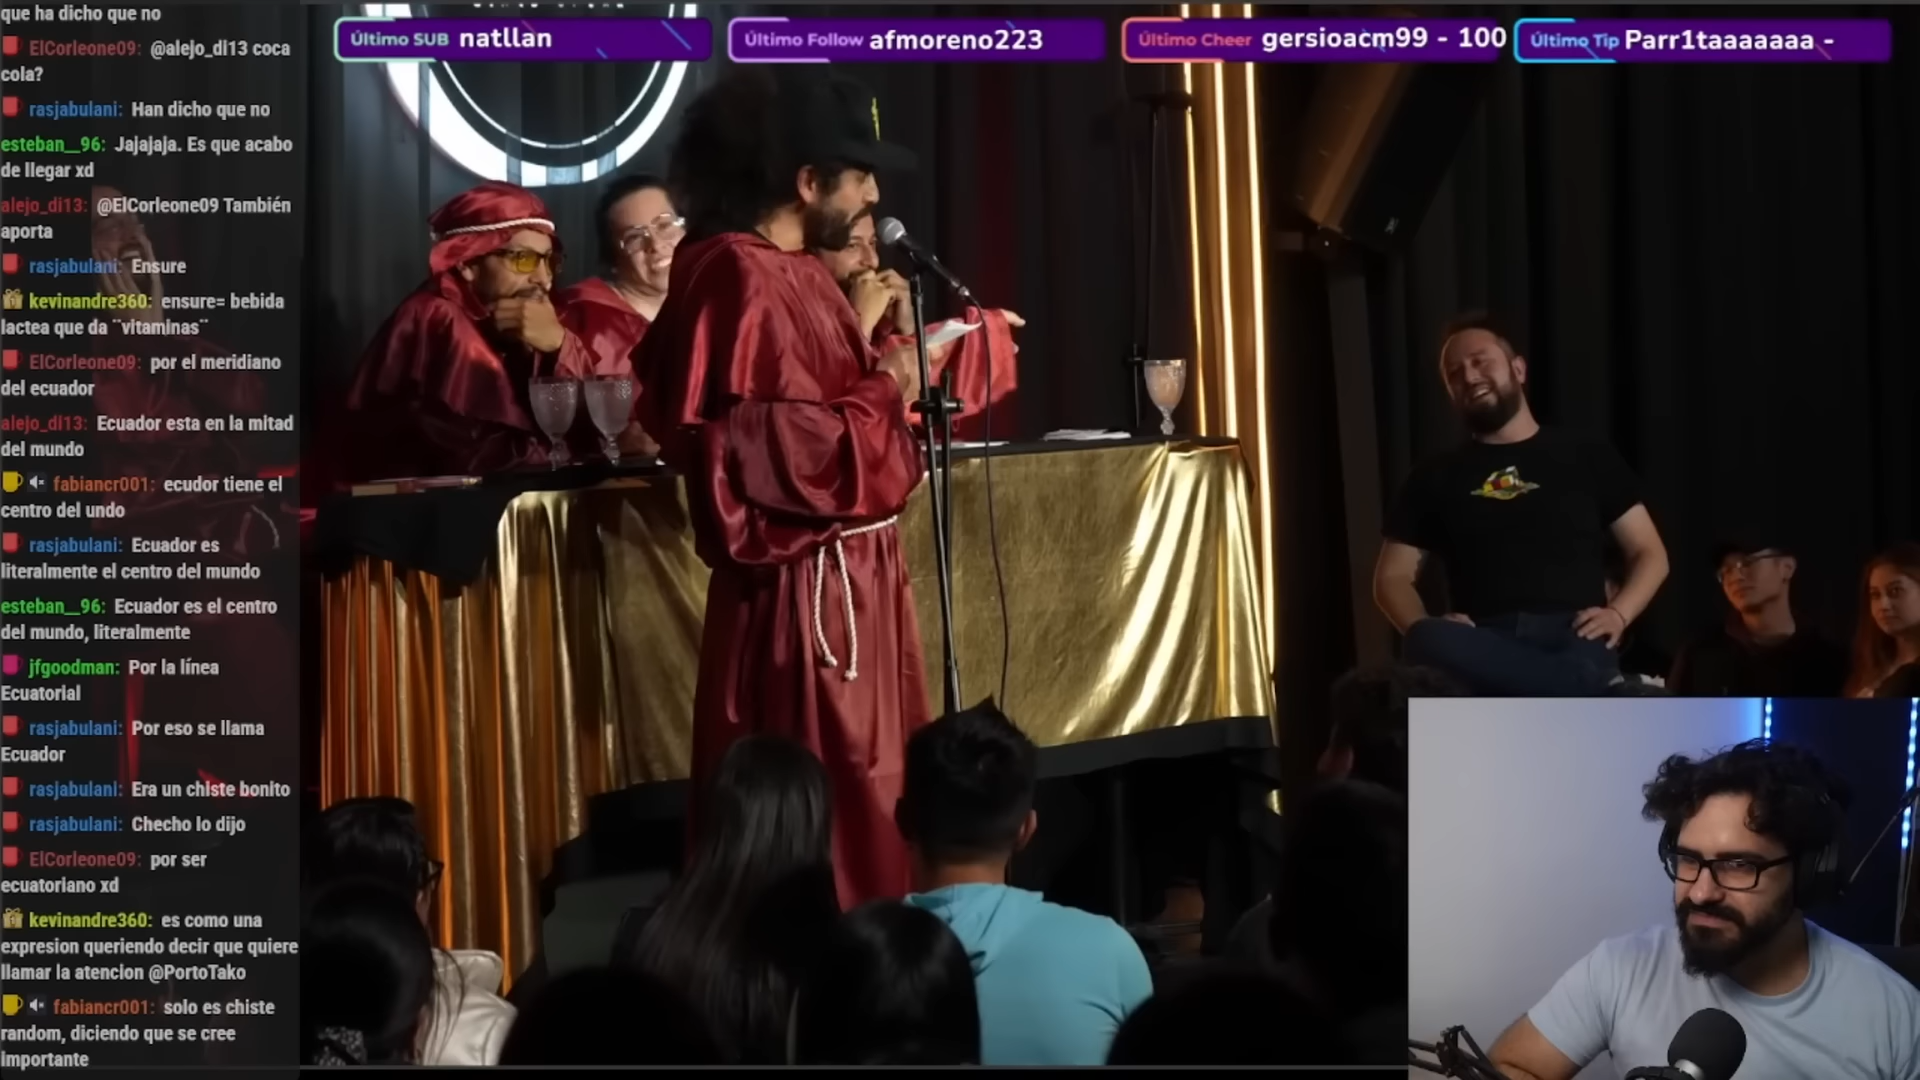 que ha dicho que no
ElCorleone09: @alejo_di13 coca
cola?
rasjabulani: Han dicho que no
esteban__96: Jajajaja. Es que acabo
de llegar xd
alejo_di13: @ElCorleone09 También
aporta
rasjabulani: Ensure
kevinandre360: ensure= bebida
lactea que da ¨vitaminas¨
ElCorleone09: por el meridiano
del ecuador
alejo_di13: Ecuador esta en la mitad
del mundo
fabiancr001: ecudor tiene el
centro del undo
rasjabulani: Ecuador es
literalmente el centro del mundo
esteban__96: Ecuador es el centro
del mundo, literalmente
jfgoodman: Por la línea
Ecuatorial
rasjabulani: Por eso se llama
Ecuador
rasjabulani: Era un chiste bonito
rasjabulani: Checho lo dijo
ElCorleone09: por ser
ecuatoriano xd
kevinandre360: es como una
expresion queriendo decir que quiere
llamar la atencion @PortoTako
fabiancr001: solo es chiste
random, diciendo que se cree
importante
Último SUB natllan
Último Follow afmoreno223
Último Cheer gersioacm99 - 100
Último Tip Parr1taaaaaaa -